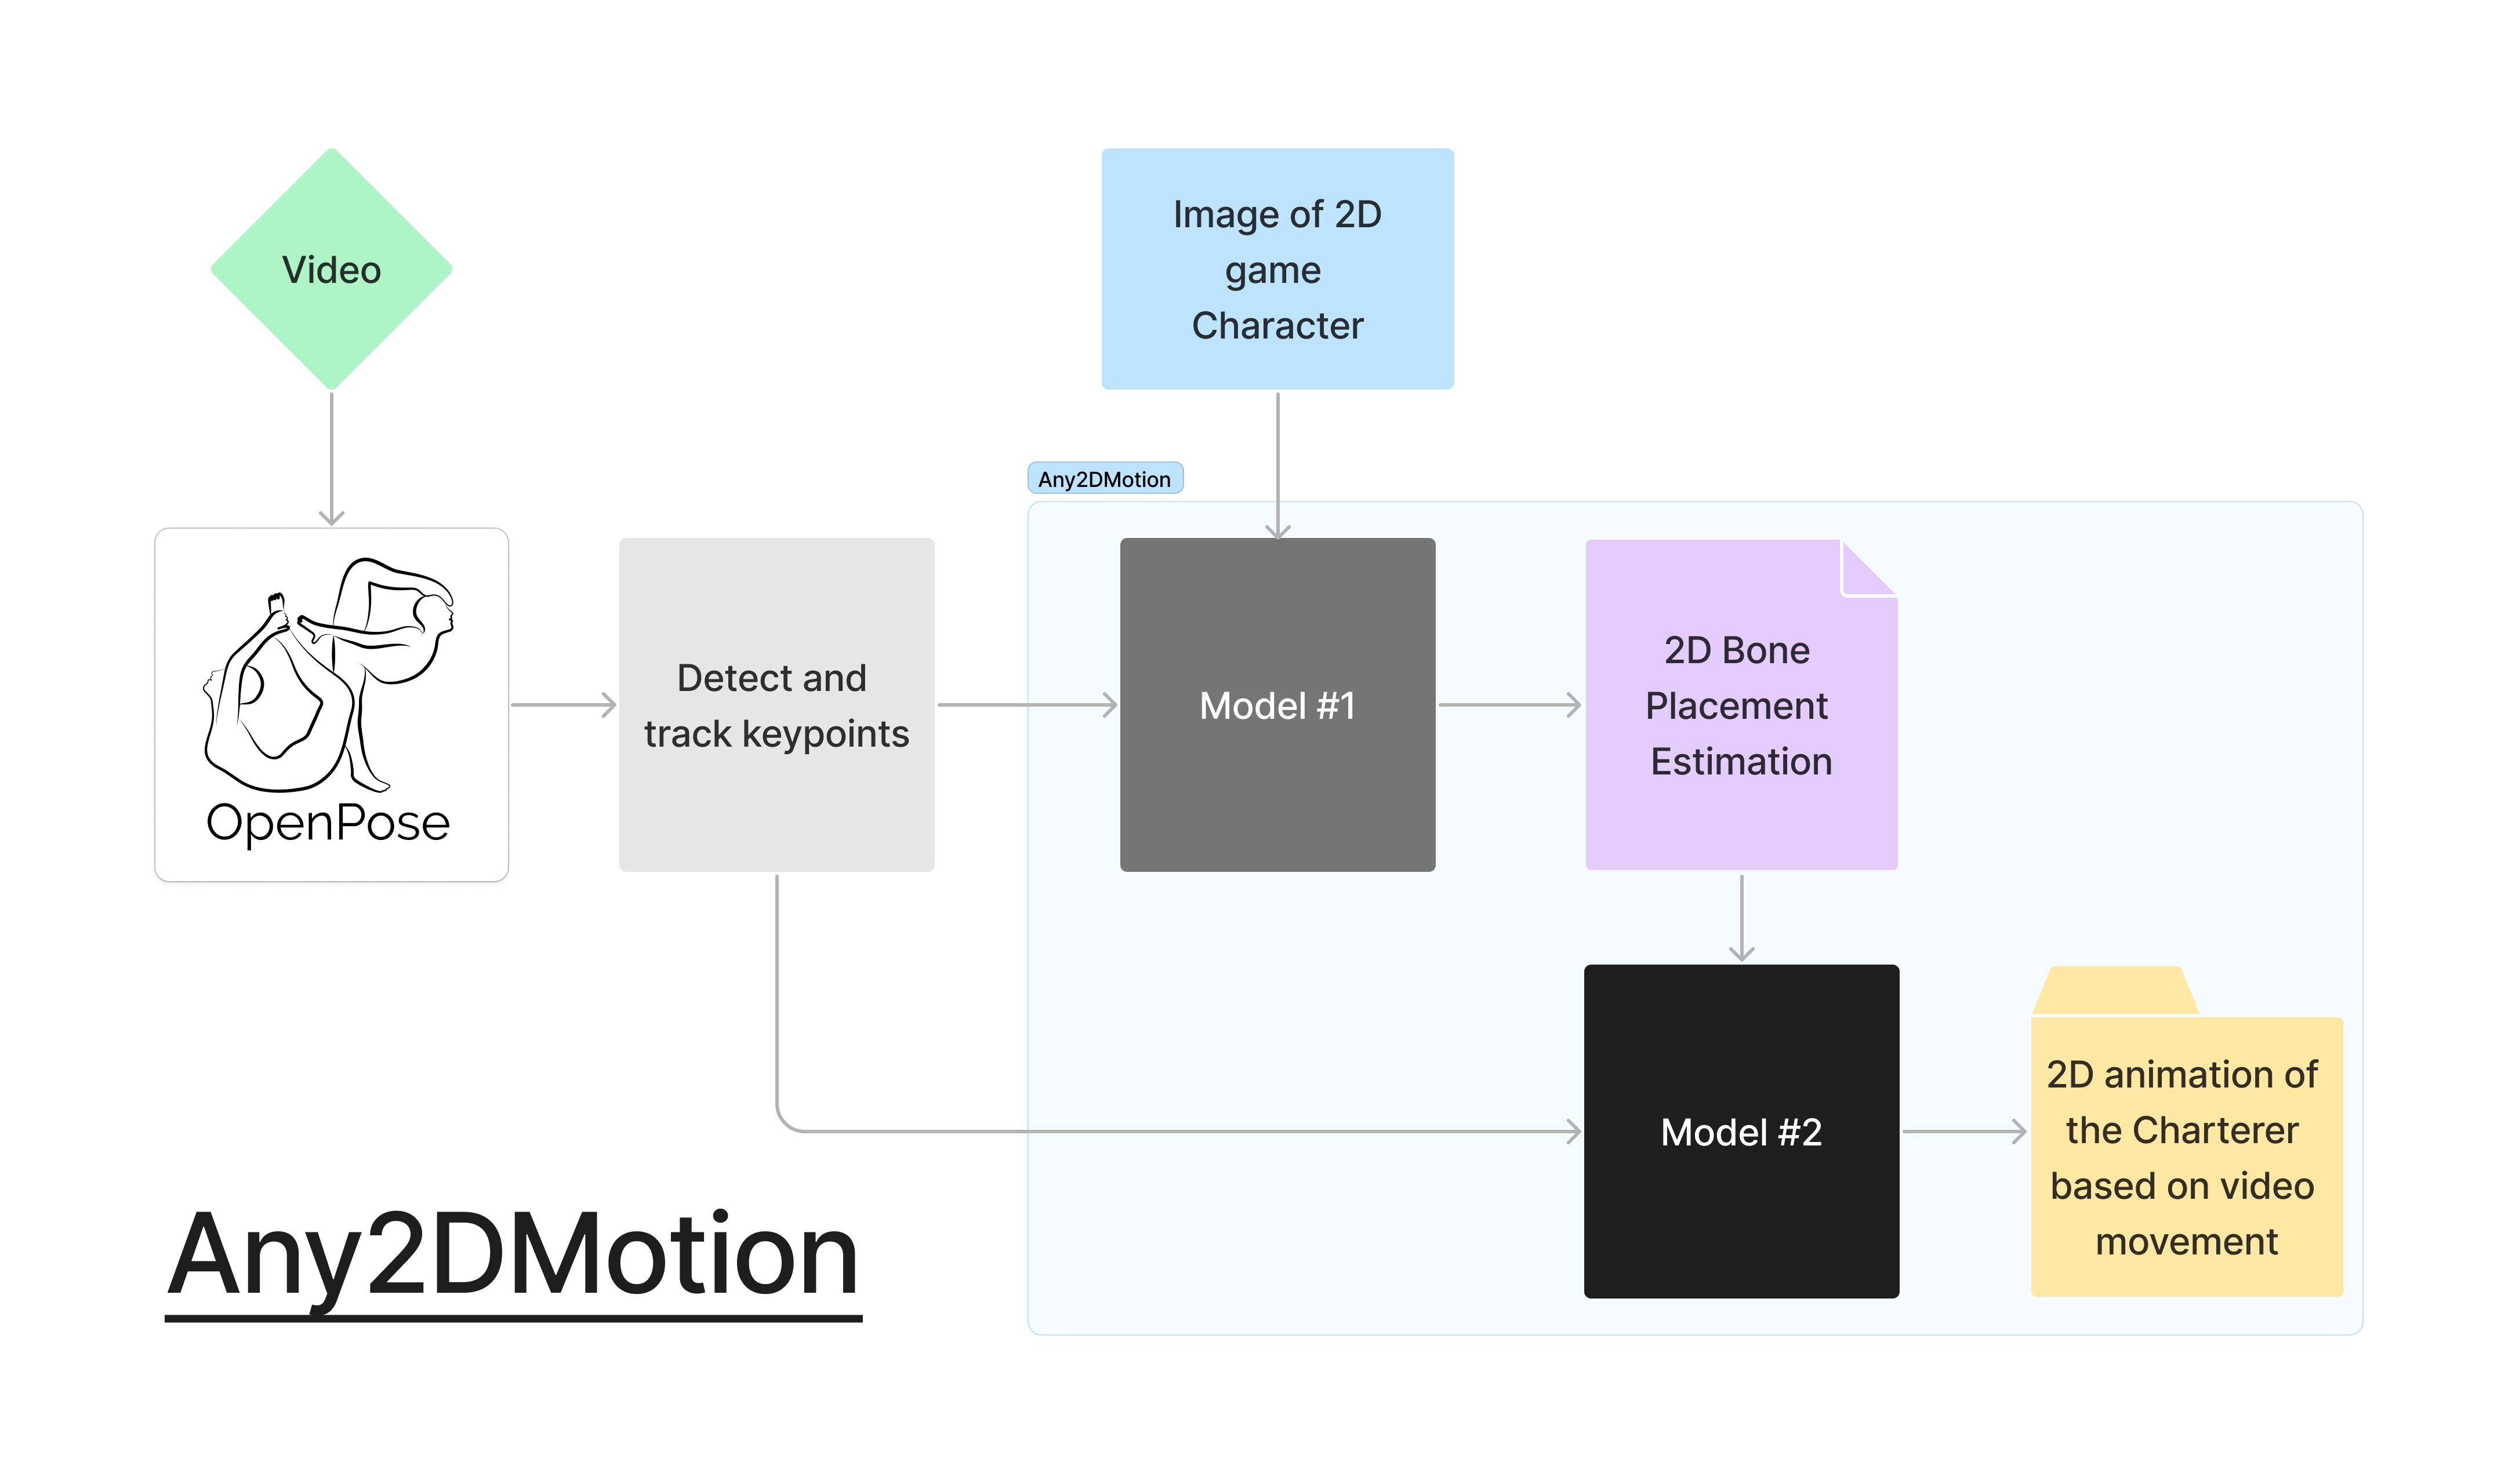 Video
Image of 2D
game
Character
Any2DMotion
OpenPose
Detect and
track keypoints
Model #1
2D Bone
Placement
Estimation
Model #2
2D animation of
the Charterer
based on video
movement
Any2DMotion